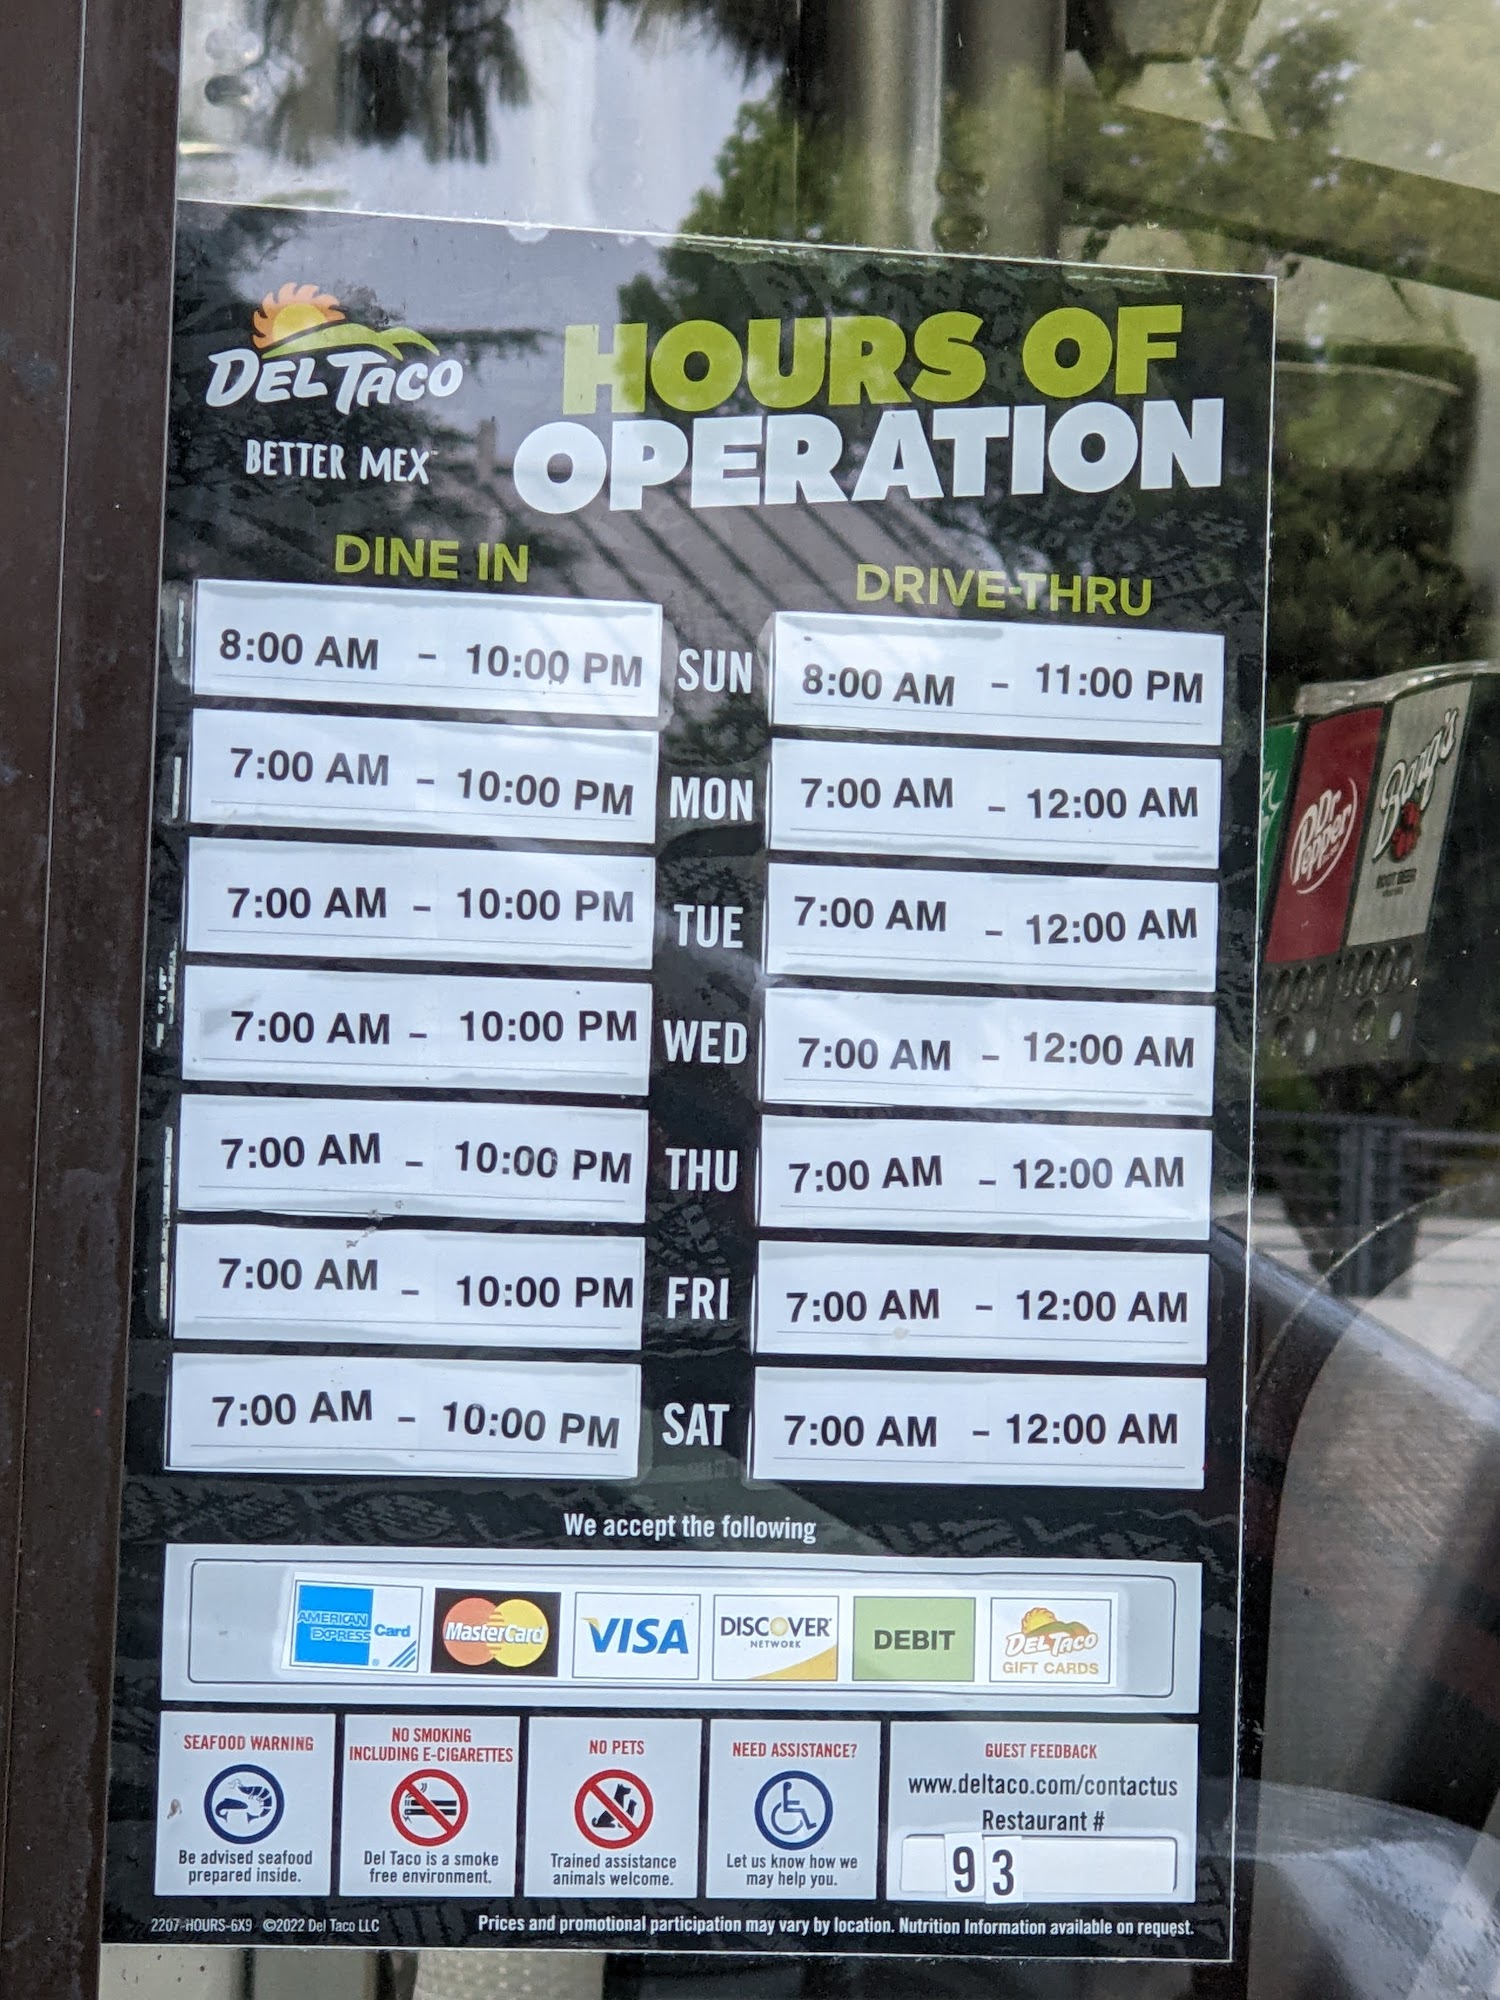 DEL TACO
BETTER MEX™
HOURS OF
OPERATION
DINE IN
DRIVE-THRU
8:00 AM - 10:00 PM SUN 8:00 AM - 11:00 PM
7:00 AM - 10:00 PM MON 7:00 AM - 12:00 AM
7:00 AM - 10:00 PM TUE 7:00 AM - 12:00 AM
7:00 AM - 10:00 PM WED 7:00 AM - 12:00 AM
7:00 AM - 10:00 PM THU 7:00 AM - 12:00 AM
7:00 AM - 10:00 PM FRI 7:00 AM - 12:00 AM
7:00 AM - 10:00 PM SAT 7:00 AM - 12:00 AM
We accept the following
AMERICAN
EXPRESS Card
MasterCard
VISA
DISCOVER
NETWORK
DEBIT
DEL TACO
GIFT CARDS
SEAFOOD WARNING
Be advised seafood
prepared inside.
NO SMOKING
INCLUDING E-CIGARETTES
Del Taco is a smoke
free environment.
NO PETS
Trained assistance
animals welcome.
NEED ASSISTANCE?
Let us know how we
may help you.
GUEST FEEDBACK
www.deltaco.com/contactus
Restaurant #
93
2207-HOURS-6X9 ©2022 Del Taco LLC
Prices and promotional participation may vary by location. Nutrition Information available on request.
Dr Pepper
Barq's
ROOT BEER